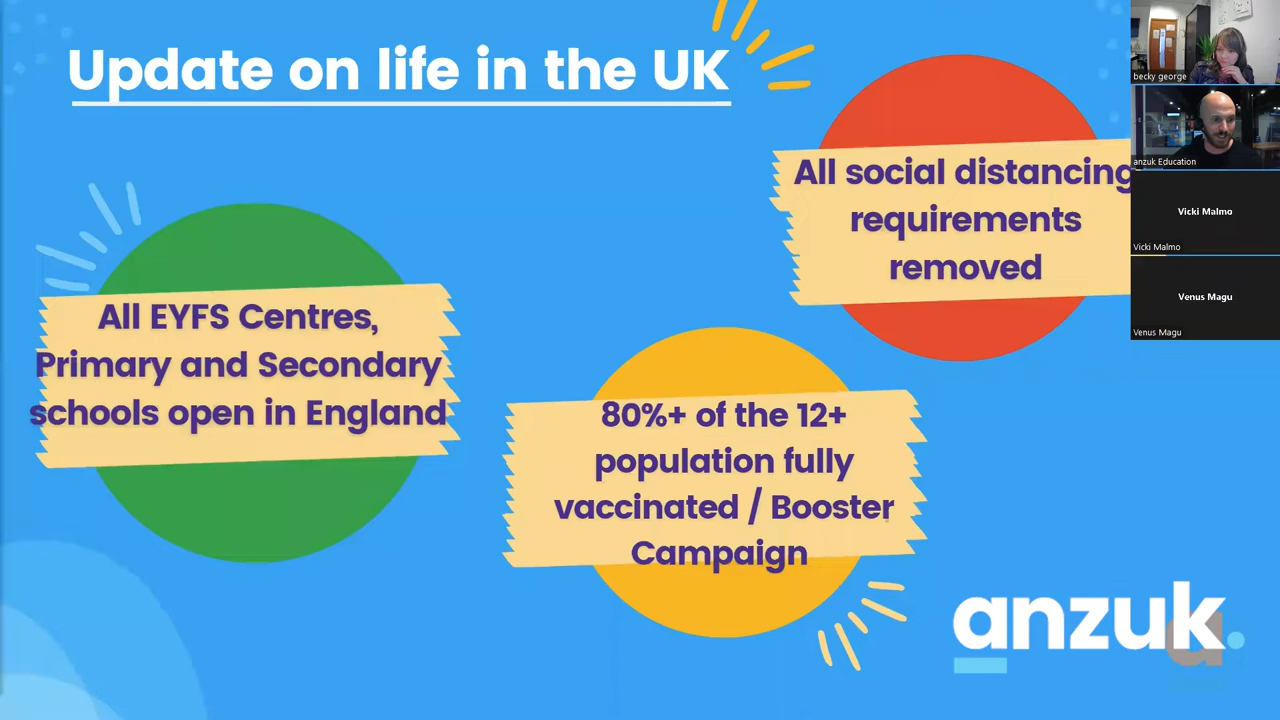 Update on life in the UK
All social distancing
requirements
removed
All EYFS Centres,
Primary and Secondary
schools open in England
80%+ of the 12+
population fully
vaccinated / Booster
Campaign
anzuk.
a
becky george
anzuk Education
Vicki Malmo
Vicki Malmo
Venus Magu
Venus Magu